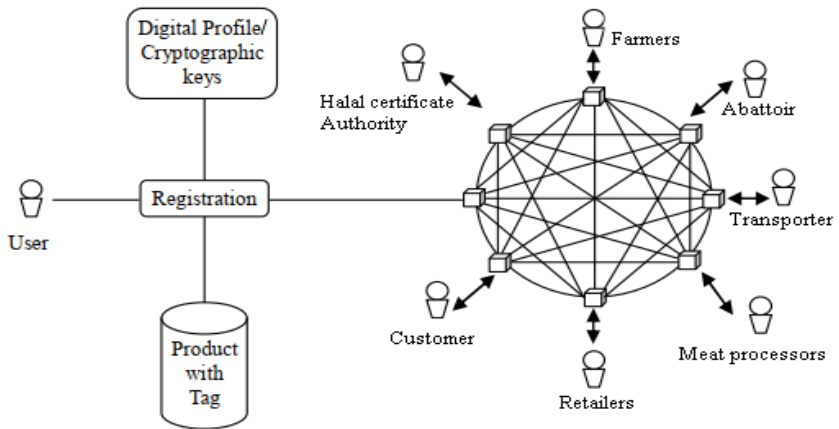 Digital Profile/
Cryptographic
keys
Farmers
Halal certificate
Authority
Abattoir
Registration
User
Transporter
Customer
Product
with
Tag
Meat processors
Retailers